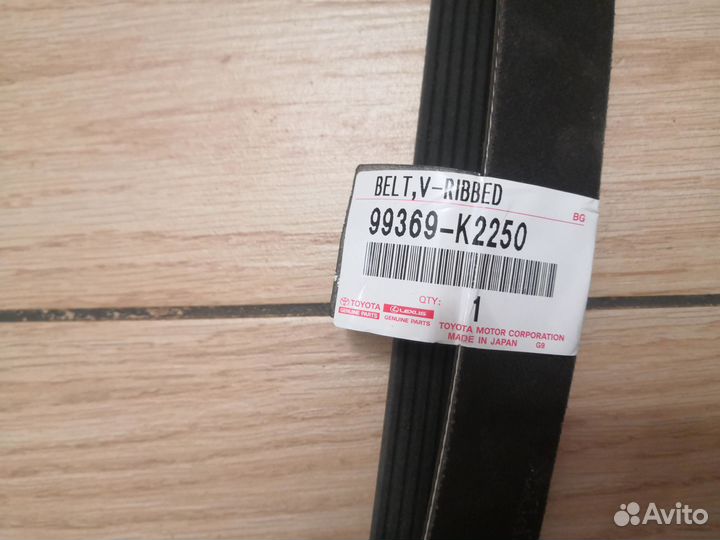 BELT,V-RIBBED
BG
99369-K2250
QTY: 1
TOYOTA LEXUS
GENUINE PARTS GENUINE PARTS
TOYOTA MOTOR CORPORATION
MADE IN JAPAN G9
Avito